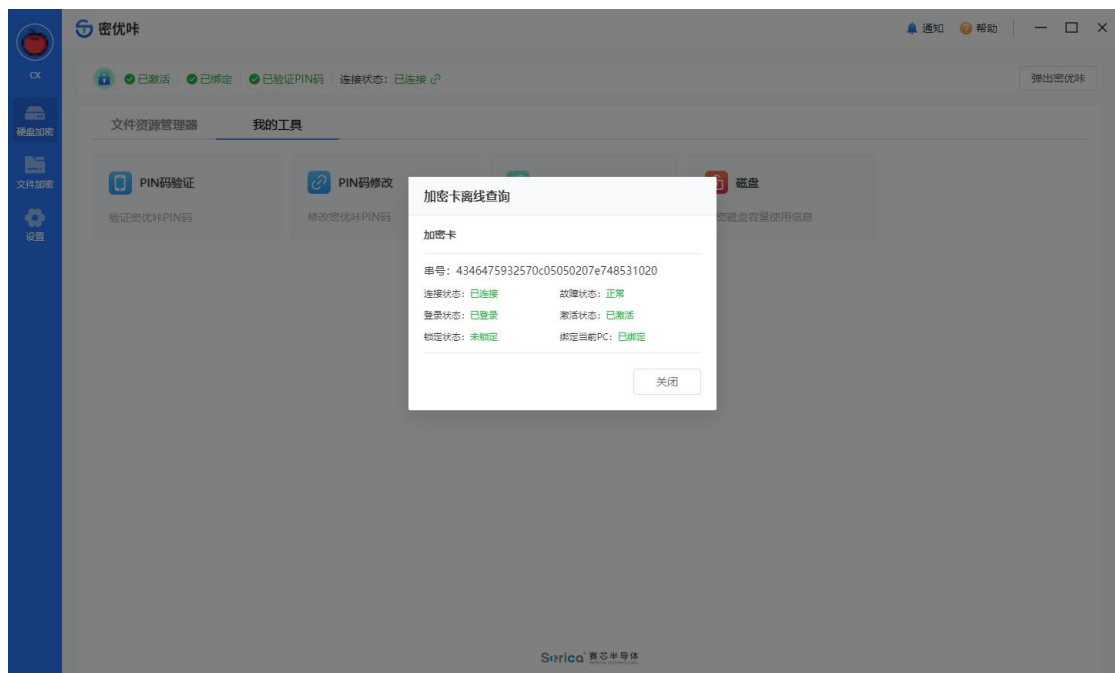 密优咔
通知 帮助
CX
已激活 已绑定 已验证PIN码 连接状态：已连接
弹出密优咔
硬盘加密
文件加密
设置
文件资源管理器 我的工具
PIN码验证
验证密优咔PIN码
PIN码修改
修改密优咔PIN码
磁盘
密磁盘容量使用信息
加密卡离线查询
加密卡
串号：4346475932570c05050207e748531020
连接状态：已连接 故障状态：正常
登录状态：已登录 激活状态：已激活
锁定状态：未锁定 绑定当前PC：已绑定
关闭
Serica 赛芯半导体